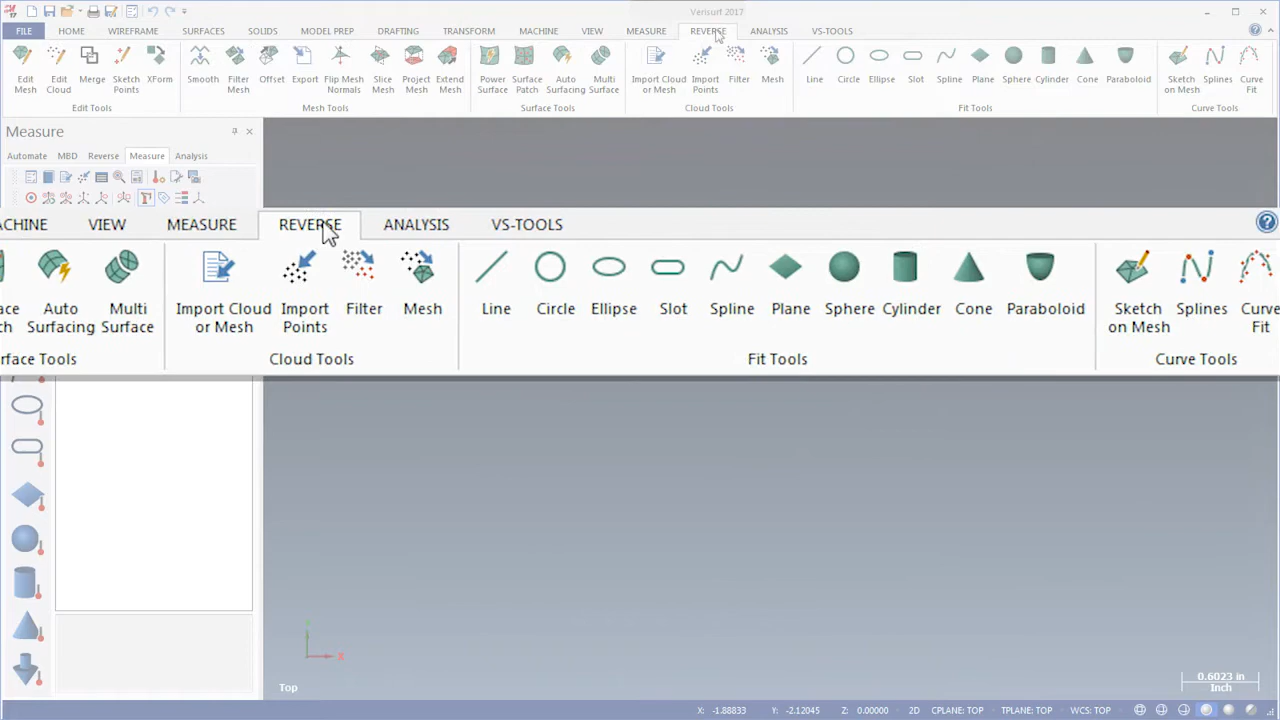 Verisurf 2017
FILE HOME WIREFRAME SURFACES SOLIDS MODEL PREP DRAFTING TRANSFORM MACHINE VIEW MEASURE REVERSE ANALYSIS VS-TOOLS
Edit Mesh Edit Cloud Merge Sketch Points XForm Smooth Filter Mesh Offset Export Flip Mesh Normals Slice Mesh Project Mesh Extend Mesh Power Surface Surface Patch Auto Surfacing Multi Surface Import Cloud or Mesh Import Points Filter Mesh Line Circle Ellipse Slot Spline Plane Sphere Cylinder Cone Paraboloid Sketch on Mesh Splines Curve Fit
Edit Tools Mesh Tools Surface Tools Cloud Tools Fit Tools Curve Tools
Measure
Automate MBD Reverse Measure Analysis
ACHINE VIEW MEASURE REVERSE ANALYSIS VS-TOOLS
ace Auto Multi Import Cloud Import Filter Mesh Line Circle Ellipse Slot Spline Plane Sphere Cylinder Cone Paraboloid Sketch Splines Curve
ch Surfacing Surface or Mesh Points on Mesh Fit
rface Tools Cloud Tools Fit Tools Curve Tools
X
Top
0.6023 in
Inch
X: -1.88833 Y: -2.12045 Z: 0.00000 2D CPLANE: TOP TPLANE: TOP WCS: TOP